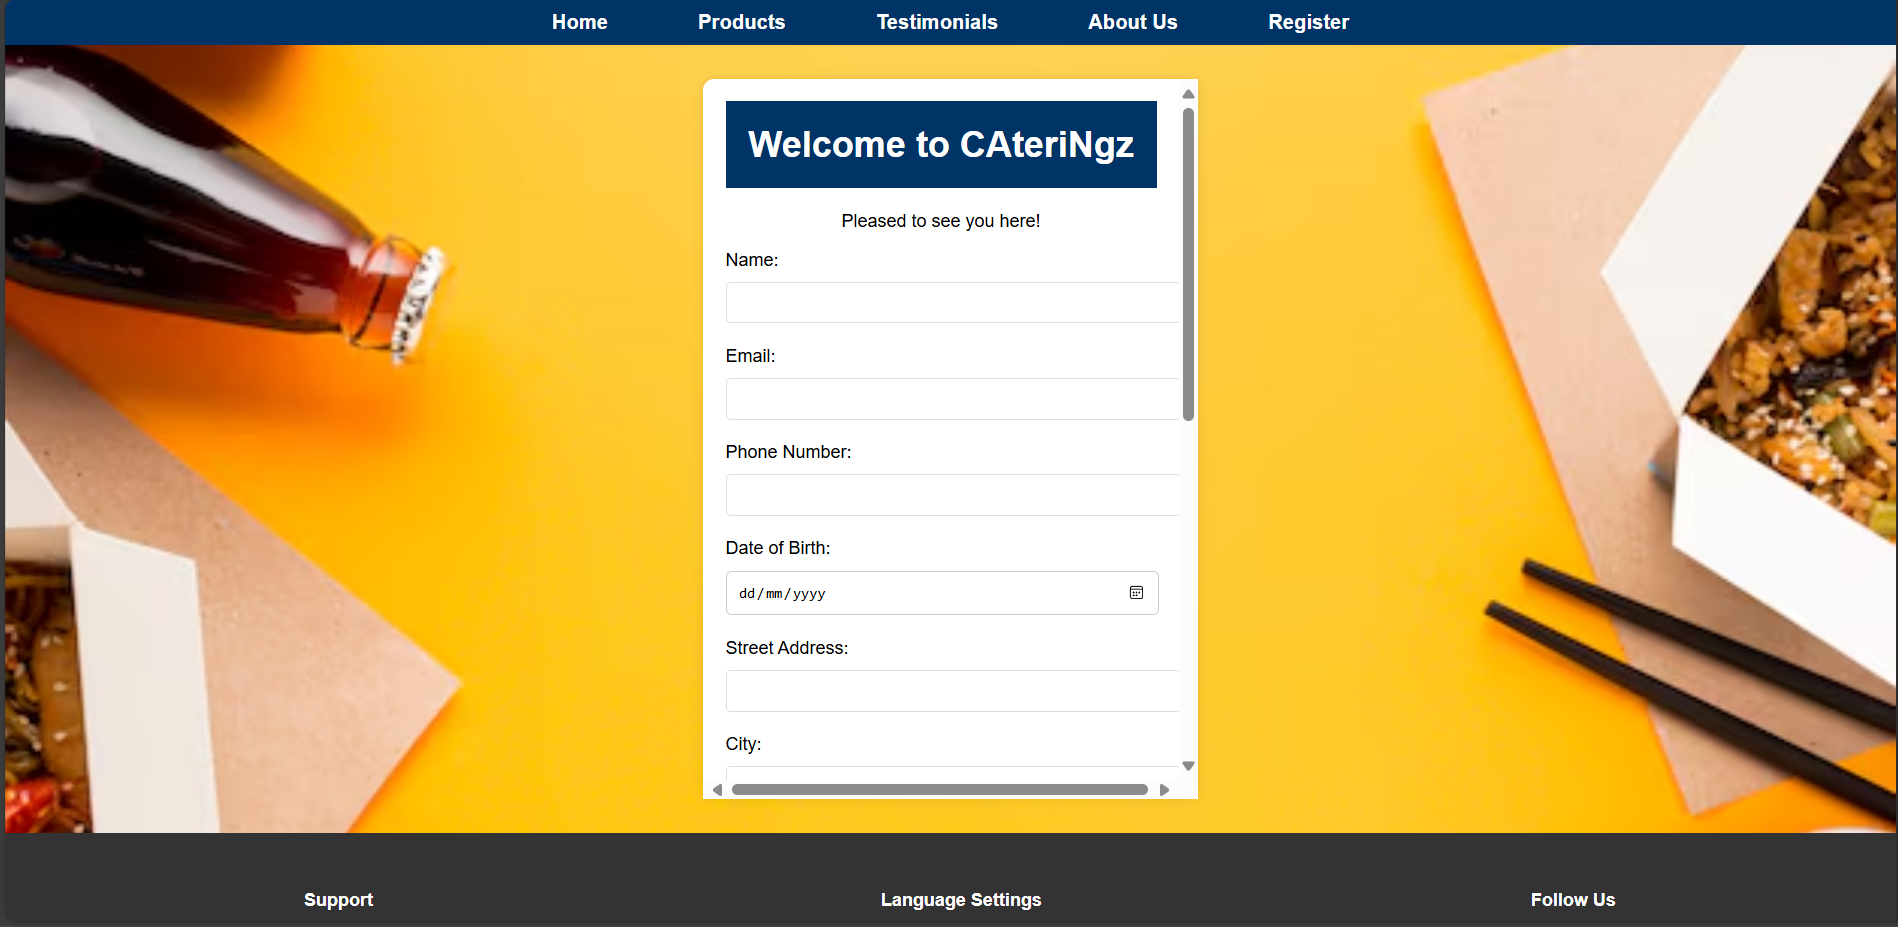 Home Products Testimonials About Us Register
Welcome to CAteriNgz
Pleased to see you here!
Name:
Email:
Phone Number:
Date of Birth:
dd/mm/yyyy
Street Address:
City:
Support Language Settings Follow Us